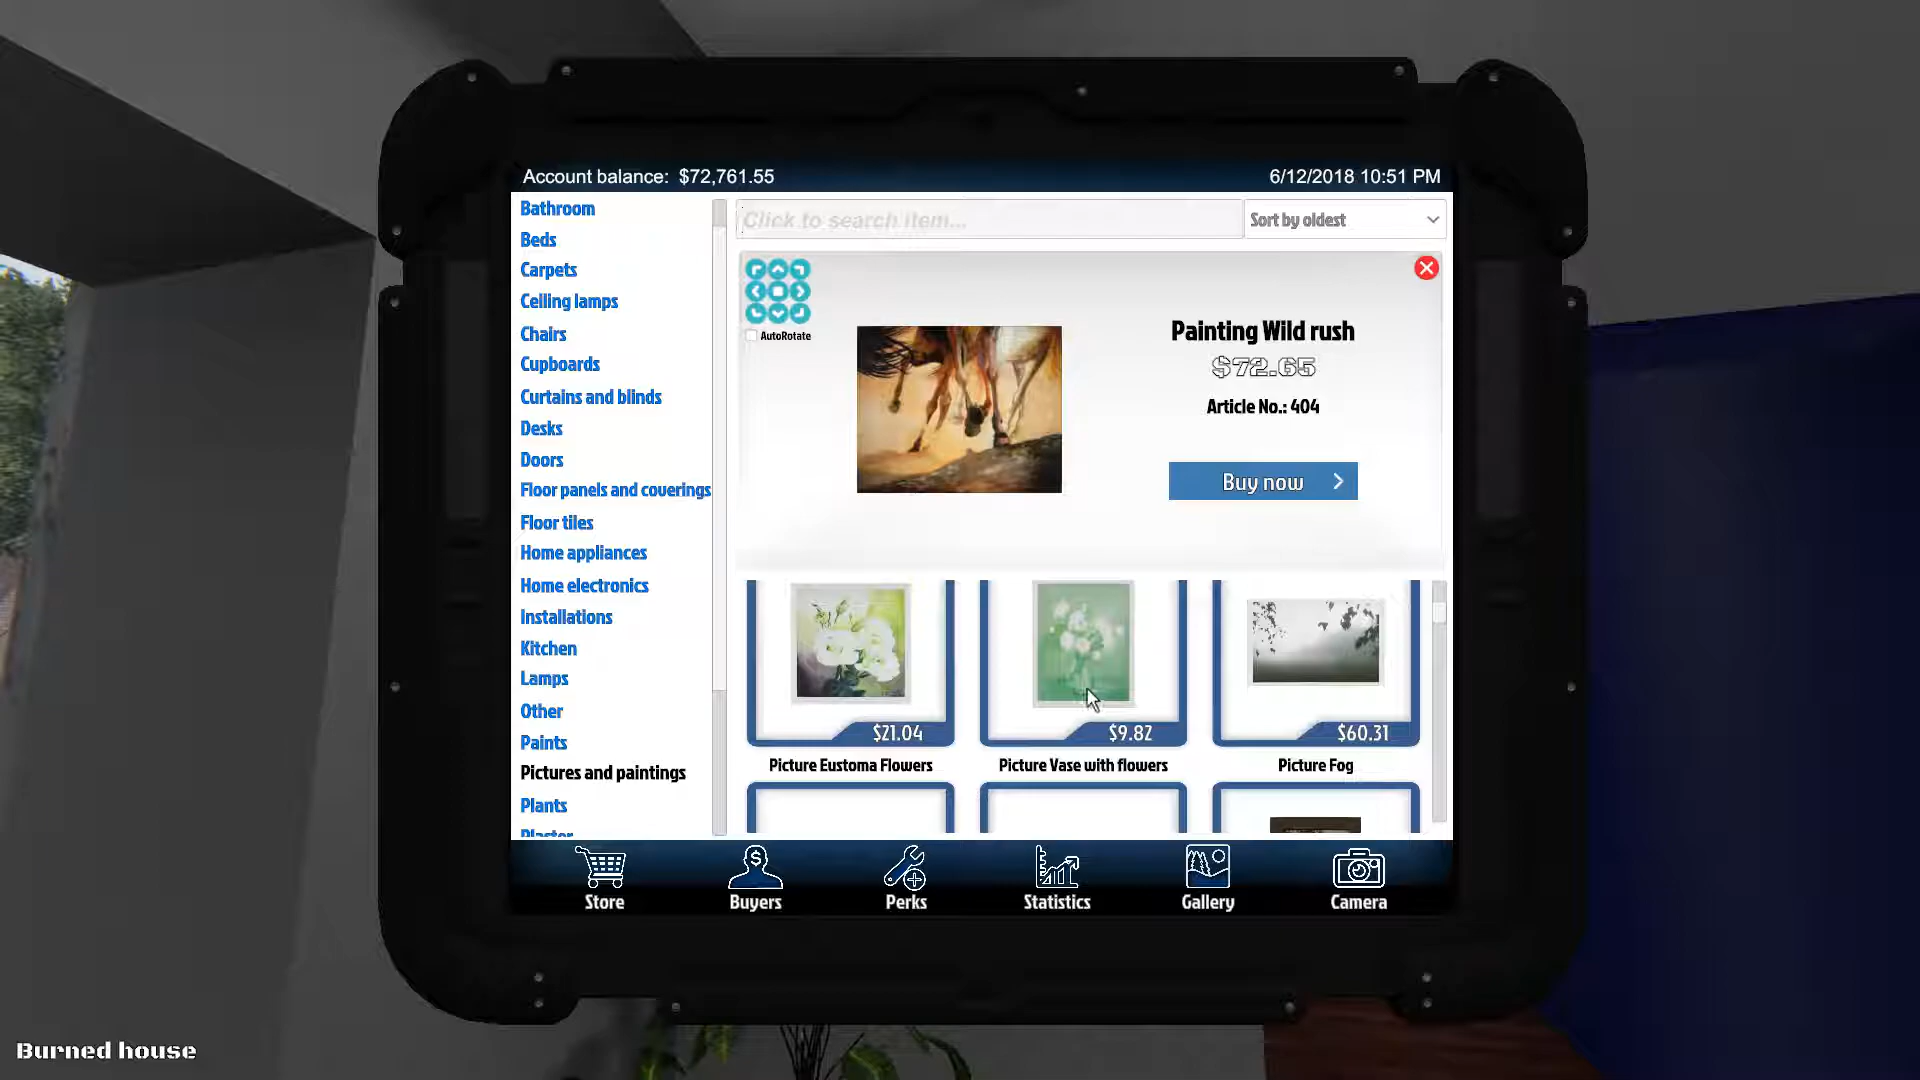 Account balance: $72,761.55
6/12/2018 10:51 PM
Bathroom
Beds
Carpets
Ceiling lamps
Chairs
Cupboards
Curtains and blinds
Desks
Doors
Floor panels and coverings
Floor tiles
Home appliances
Home electronics
Installations
Kitchen
Lamps
Other
Paints
Pictures and paintings
Plants
Plaster
Click to search item...
Sort by oldest
AutoRotate
Painting Wild rush
$72.65
Article No.: 404
Buy now
$21.04
$9.82
$60.31
Picture Eustoma Flowers
Picture Vase with flowers
Picture Fog
Store
Buyers
Perks
Statistics
Gallery
Camera
Burned house